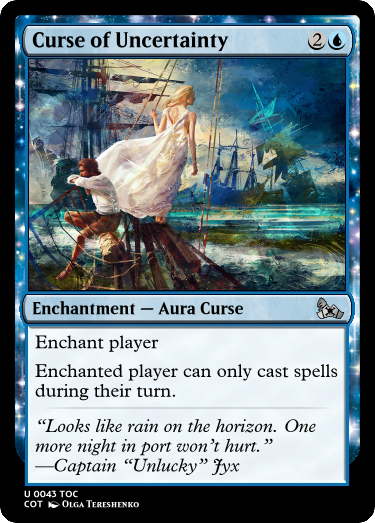 Curse of Uncertainty 2
Enchantment — Aura Curse
Enchant player
Enchanted player can only cast spells
during their turn.
“Looks like rain on the horizon. One
more night in port won’t hurt.”
—Captain “Unlucky” Jyx
U 0043 TOC
COT Olga Tereshenko